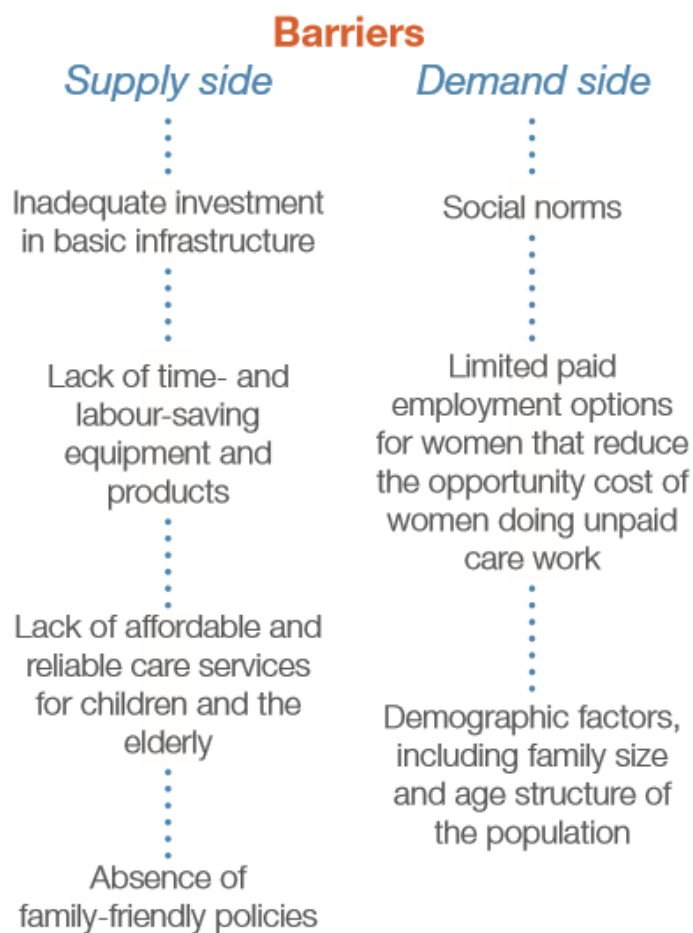 Barriers
Supply side
Inadequate investment
in basic infrastructure
Lack of time- and
labour-saving
equipment and
products
Lack of affordable and
reliable care services
for children and the
elderly
Absence of
family-friendly policies
Demand side
Social norms
Limited paid
employment options
for women that reduce
the opportunity cost of
women doing unpaid
care work
Demographic factors,
including family size
and age structure of
the population